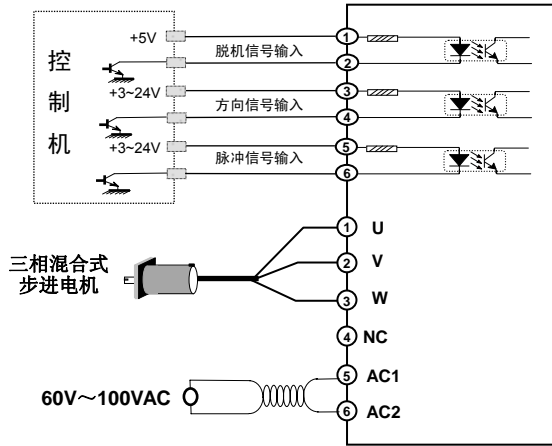 控
制
机
+5V
脱机信号输入
+3~24V
方向信号输入
+3~24V
脉冲信号输入
1
2
3
4
5
6
三相混合式
步进电机
1 U
2 V
3 W
4 NC
60V～100VAC
5 AC1
6 AC2